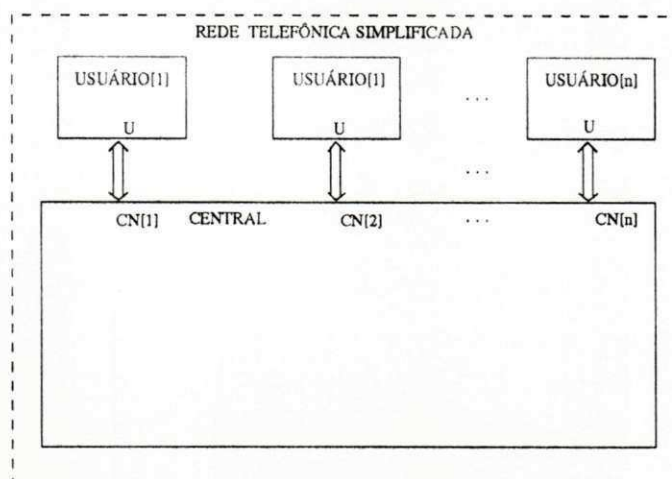 REDE TELEFÔNICA SIMPLIFICADA
USUÁRIO[1] USUÁRIO[1] . . . USUÁRIO[n]
U U U
. . .
CN[1] CENTRAL CN[2] . . . CN[n]